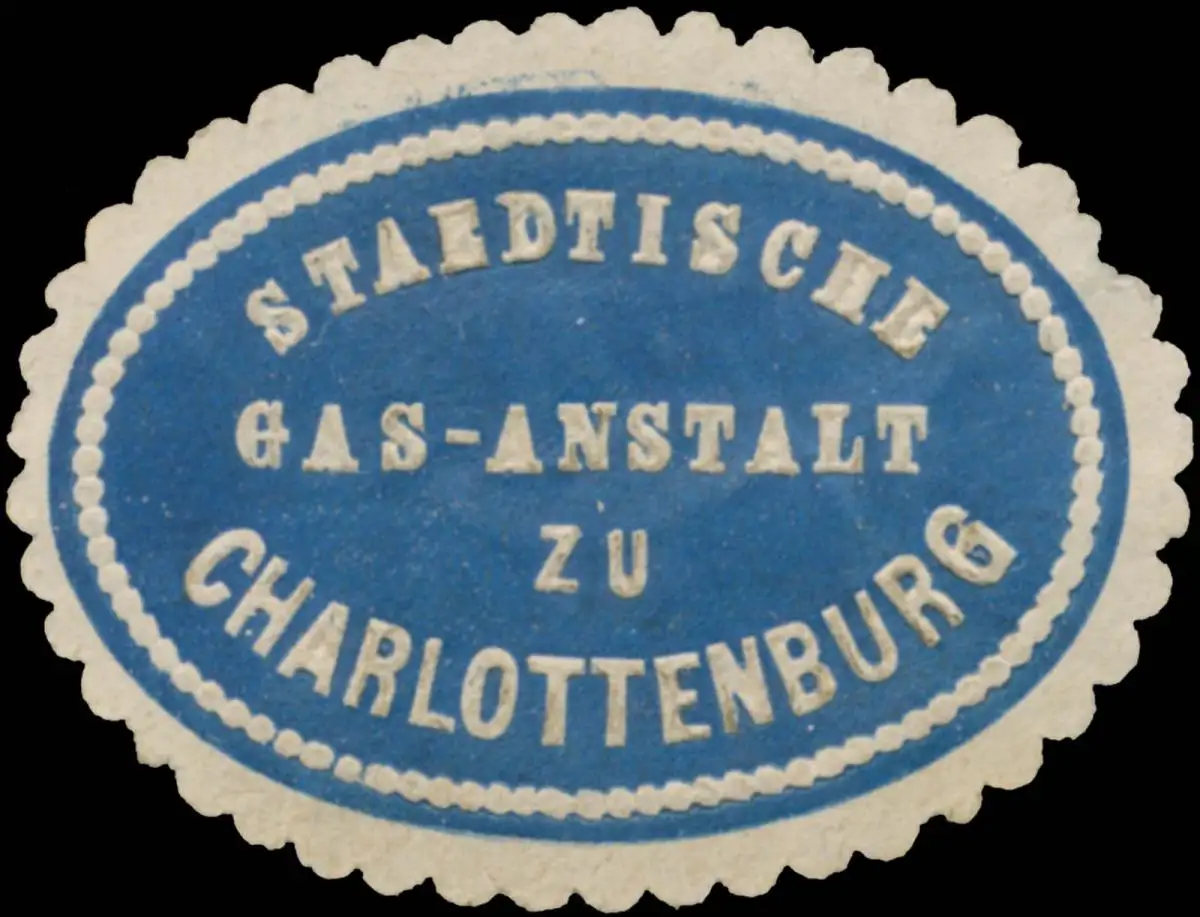 STAEDTISCHE
GAS-ANSTALT
ZU
CHARLOTTENBURG